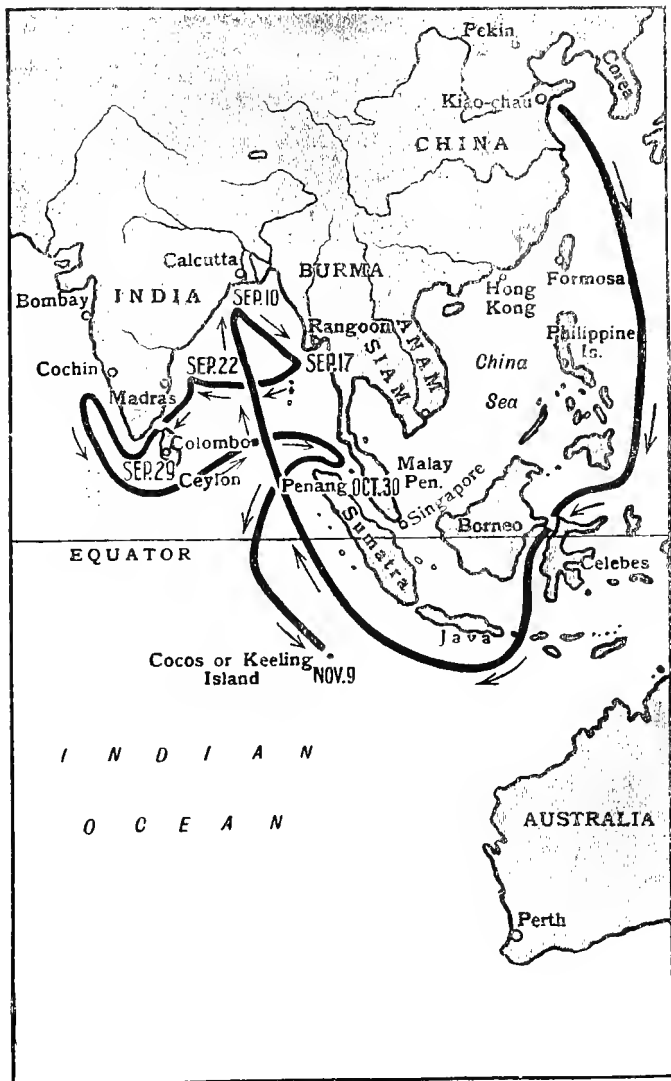 Pekin
Corea
Kiao-chau
CHINA
Calcutta
BURMA
Hong
Kong
Formosa
INDIA
SEP.10
Bombay
Rangoon
ANAM
SIAM
Philippine
Is.
SEP.22
SEP.17
China
Sea
Cochin
Madras
Colombo
SEP.29
Ceylon
Malay
Pen.
Penang OCT.30
Singapore
Borneo
Sumatra
EQUATOR
Celebes
Java
Cocos or Keeling
Island
NOV.9
INDIAN
OCEAN
AUSTRALIA
Perth